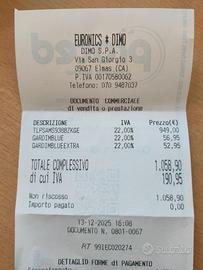 EURONICS * DIMO
DIMO S.P.A.
Via San Giorgio 3
09067 Elmas (CA)
P.IVA 00170580062
Telefono: 070 9487037
DOCUMENTO COMMERCIALE
di vendita o prestazione
DESCRIZIONE IVA Prezzo(€)
TLPSAMS938BZKGE 22,00% 949,00
GARDIMBLUE 22,00% 56,95
GARDIMBLUEEXTRA 22,00% 52,95
TOTALE COMPLESSIVO 1.058,90
di cui IVA 190,95
Non riscosso 1.058,90
Importo pagato 0,00
13-12-2025 16:08
DOCUMENTO N. 0801-0067
RT 99IEC020274
DETTAGLIO FORME DI PAGAMENTO